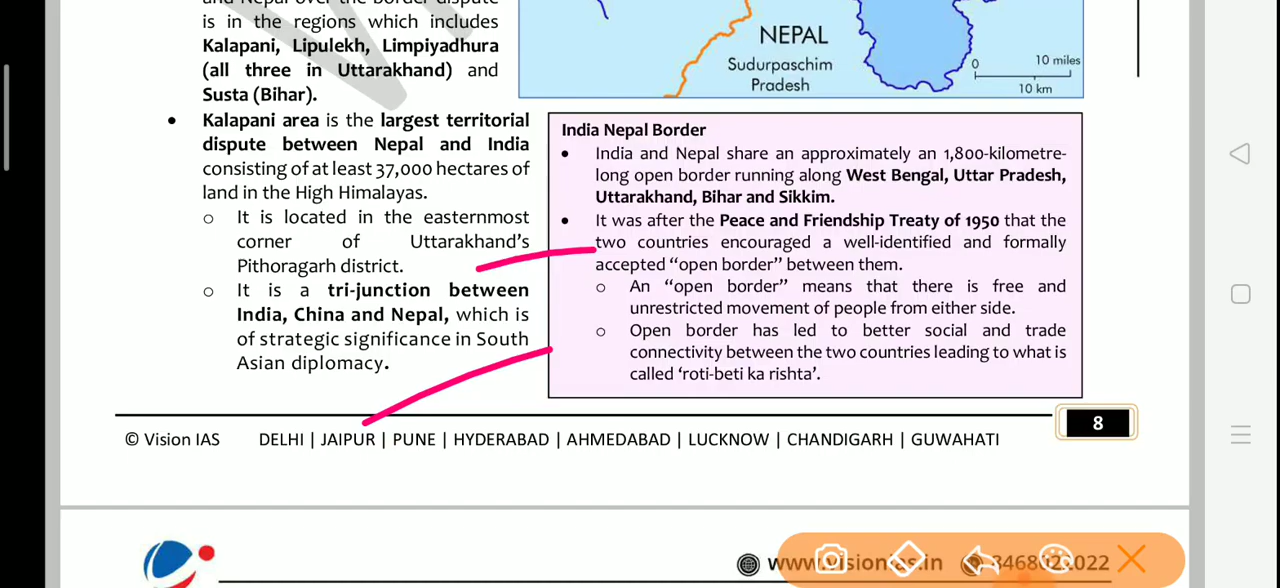 and Nepal over the border dispute
is in the regions which includes
Kalapani, Lipulekh, Limpiyadhura
(all three in Uttarakhand) and
Susta (Bihar).
• Kalapani area is the largest territorial
dispute between Nepal and India
consisting of at least 37,000 hectares of
land in the High Himalayas.
o It is located in the easternmost
corner of Uttarakhand's
Pithoragarh district.
o It is a tri-junction between
India, China and Nepal, which is
of strategic significance in South
Asian diplomacy.
NEPAL
Sudurpaschim
Pradesh
0 10 miles
10 km
India Nepal Border
• India and Nepal share an approximately an 1,800-kilometre-
long open border running along West Bengal, Uttar Pradesh,
Uttarakhand, Bihar and Sikkim.
• It was after the Peace and Friendship Treaty of 1950 that the
two countries encouraged a well-identified and formally
accepted "open border" between them.
o An "open border" means that there is free and
unrestricted movement of people from either side.
o Open border has led to better social and trade
connectivity between the two countries leading to what is
called 'roti-beti ka rishta'.
8
© Vision IAS DELHI | JAIPUR | PUNE | HYDERABAD | AHMEDABAD | LUCKNOW | CHANDIGARH | GUWAHATI
www.visionias.in